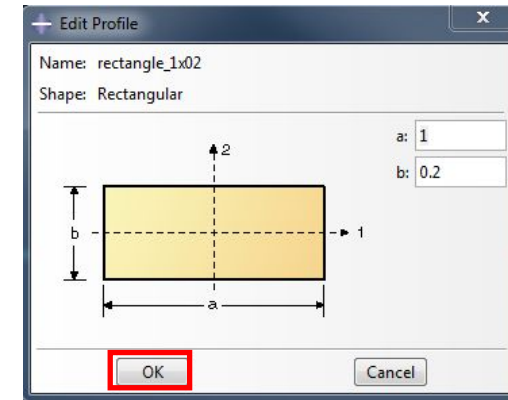 Edit Profile
x
Name: rectangle_1x02
Shape: Rectangular
a: 1
b: 0.2
2
b
1
a
OK
Cancel